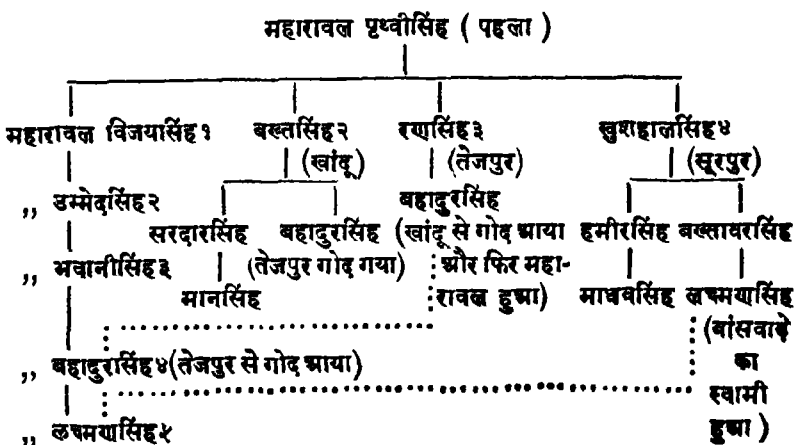 महारावल पृथ्वीसिंह ( पहला )
महारावल विजयसिंह१ बख्तसिंह२ रणसिंह३ खुशहालसिंह४
(खांदू) (तेजपुर) (सूरपुर)
,, उम्मेदसिंह२ बहादुरसिंह
सरदारसिंह बहादुरसिंह (खांदू से गोद आया हमीरसिंह बख्तावरसिंह
,, भवानीसिंह३ (तेजपुर गोद गया) और फिर महा-
मानसिंह रावल हुआ) माधवसिंह लक्ष्मणसिंह
(बांसवाड़े
,, बहादुरसिंह४(तेजपुर से गोद आया) का
स्वामी
,, लक्ष्मणसिंह५ हुआ )